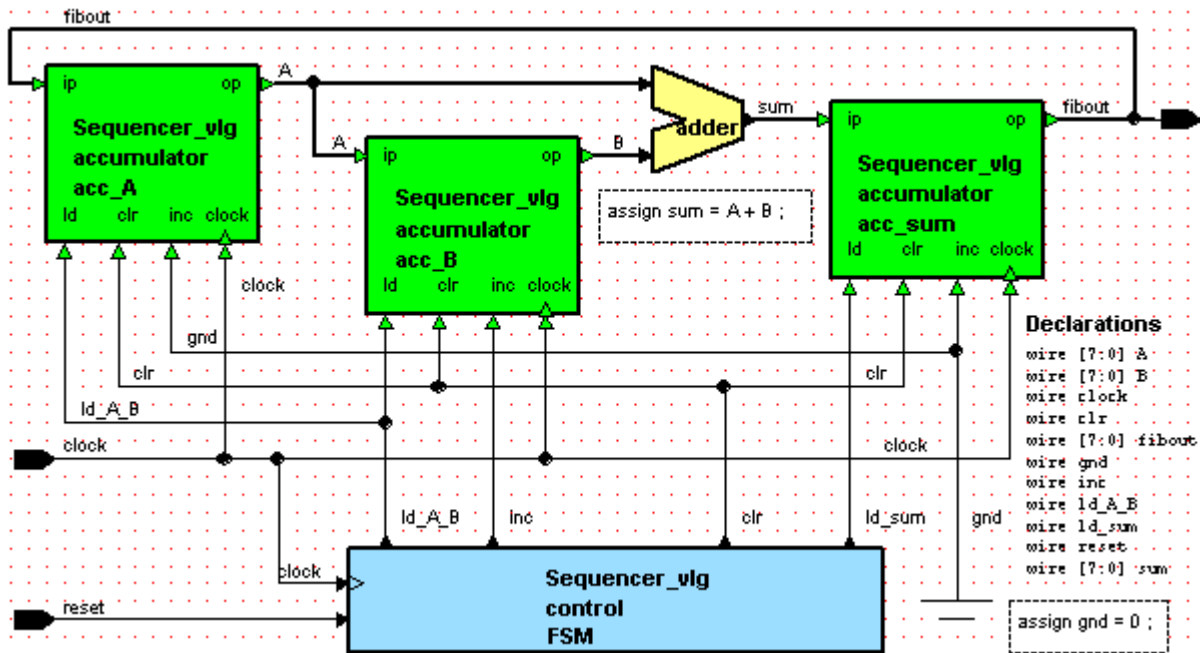 fibout
A
ip op
Sequencer_vlg
accumulator
acc_A
ld clr inc clock
A
ip op
Sequencer_vlg
accumulator
acc_B
ld clr inc clock
B
adder
sum
assign sum = A + B ;
ip op
Sequencer_vlg
accumulator
acc_sum
ld clr inc clock
fibout
clock
gnd
clr
clr
ld_A_B
clock
clock
Declarations
wire [7:0] A
wire [7:0] B
wire clock
wire clr
wire [7:0] fibout
wire gnd
wire inc
wire ld_A_B
wire ld_sum
wire reset
wire [7:0] sum
ld_A_B
inc
clr
ld_sum
gnd
clock
reset
Sequencer_vlg
control
FSM
assign gnd = 0 ;